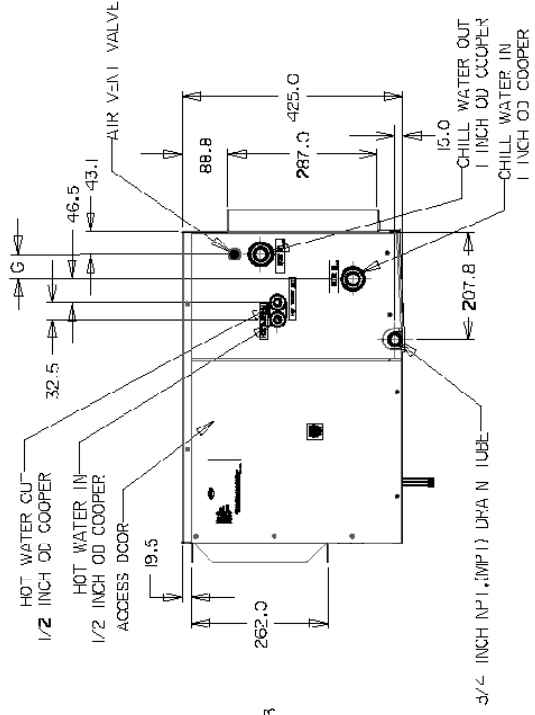 AIR VENT VALVE
G
46.5
43.1
32.5
88.8
425.0
287.0
15.0
CHILL WATER OUT
1 INCH OD COOPER
CHILL WATER IN
1 INCH OD COOPER
207.8
HOT WATER OUT
1/2 INCH OD COOPER
HOT WATER IN
1/2 INCH OD COOPER
ACCESS DOOR
19.5
262.0
3/4 INCH NPT.(MPT) DRAIN TUBE